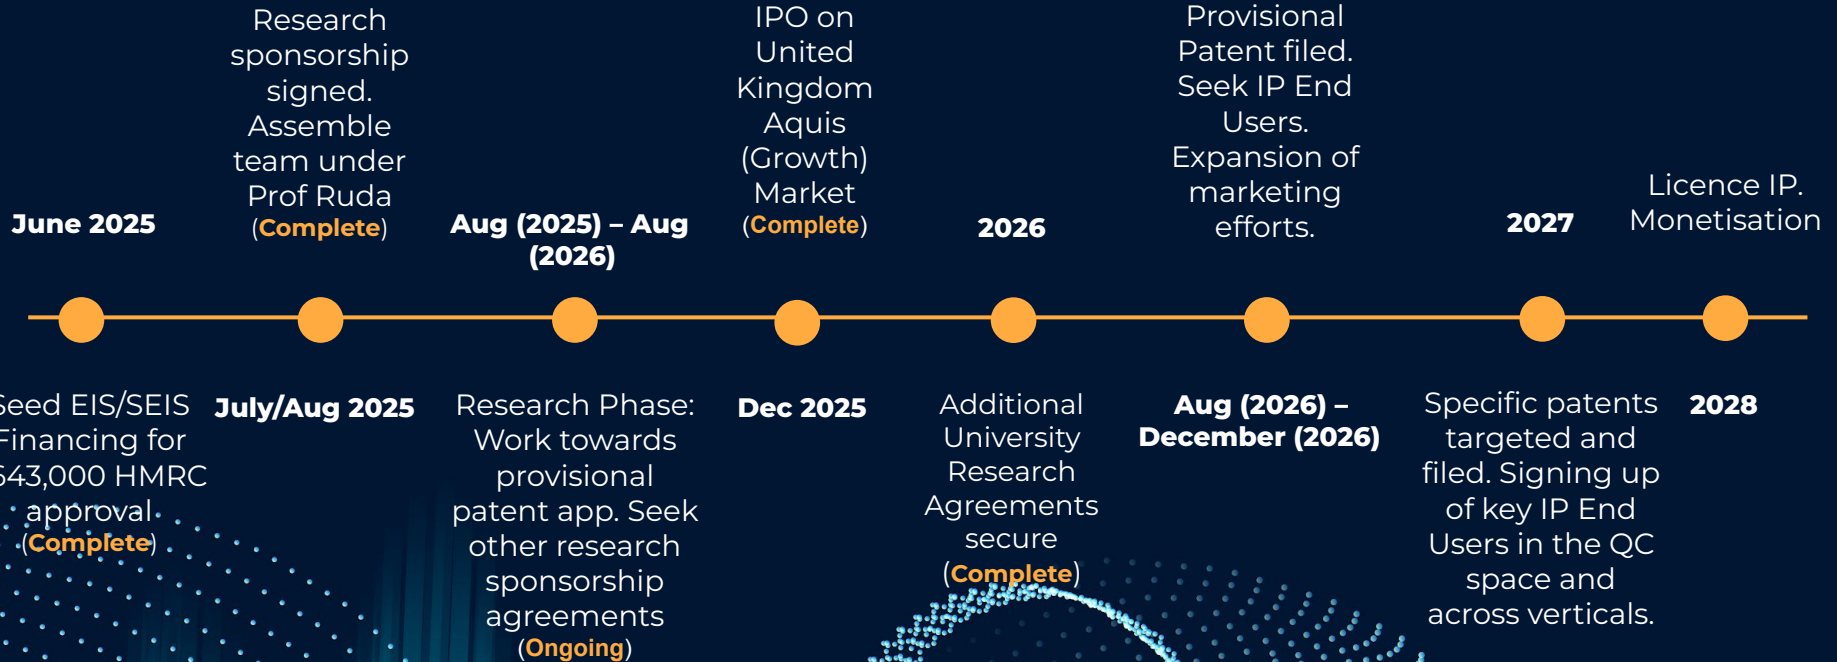 June 2025
Seed EIS/SEIS
Financing for
643,000 HMRC
approval
(Complete)
Research
sponsorship
signed.
Assemble
team under
Prof Ruda
(Complete)
July/Aug 2025
Aug (2025) – Aug
(2026)
Research Phase:
Work towards
provisional
patent app. Seek
other research
sponsorship
agreements
(Ongoing)
IPO on
United
Kingdom
Aquis
(Growth)
Market
(Complete)
Dec 2025
2026
Additional
University
Research
Agreements
secure
(Complete)
Provisional
Patent filed.
Seek IP End
Users.
Expansion of
marketing
efforts.
Aug (2026) –
December (2026)
2027
Specific patents
targeted and
filed. Signing up
of key IP End
Users in the QC
space and
across verticals.
Licence IP.
Monetisation
2028